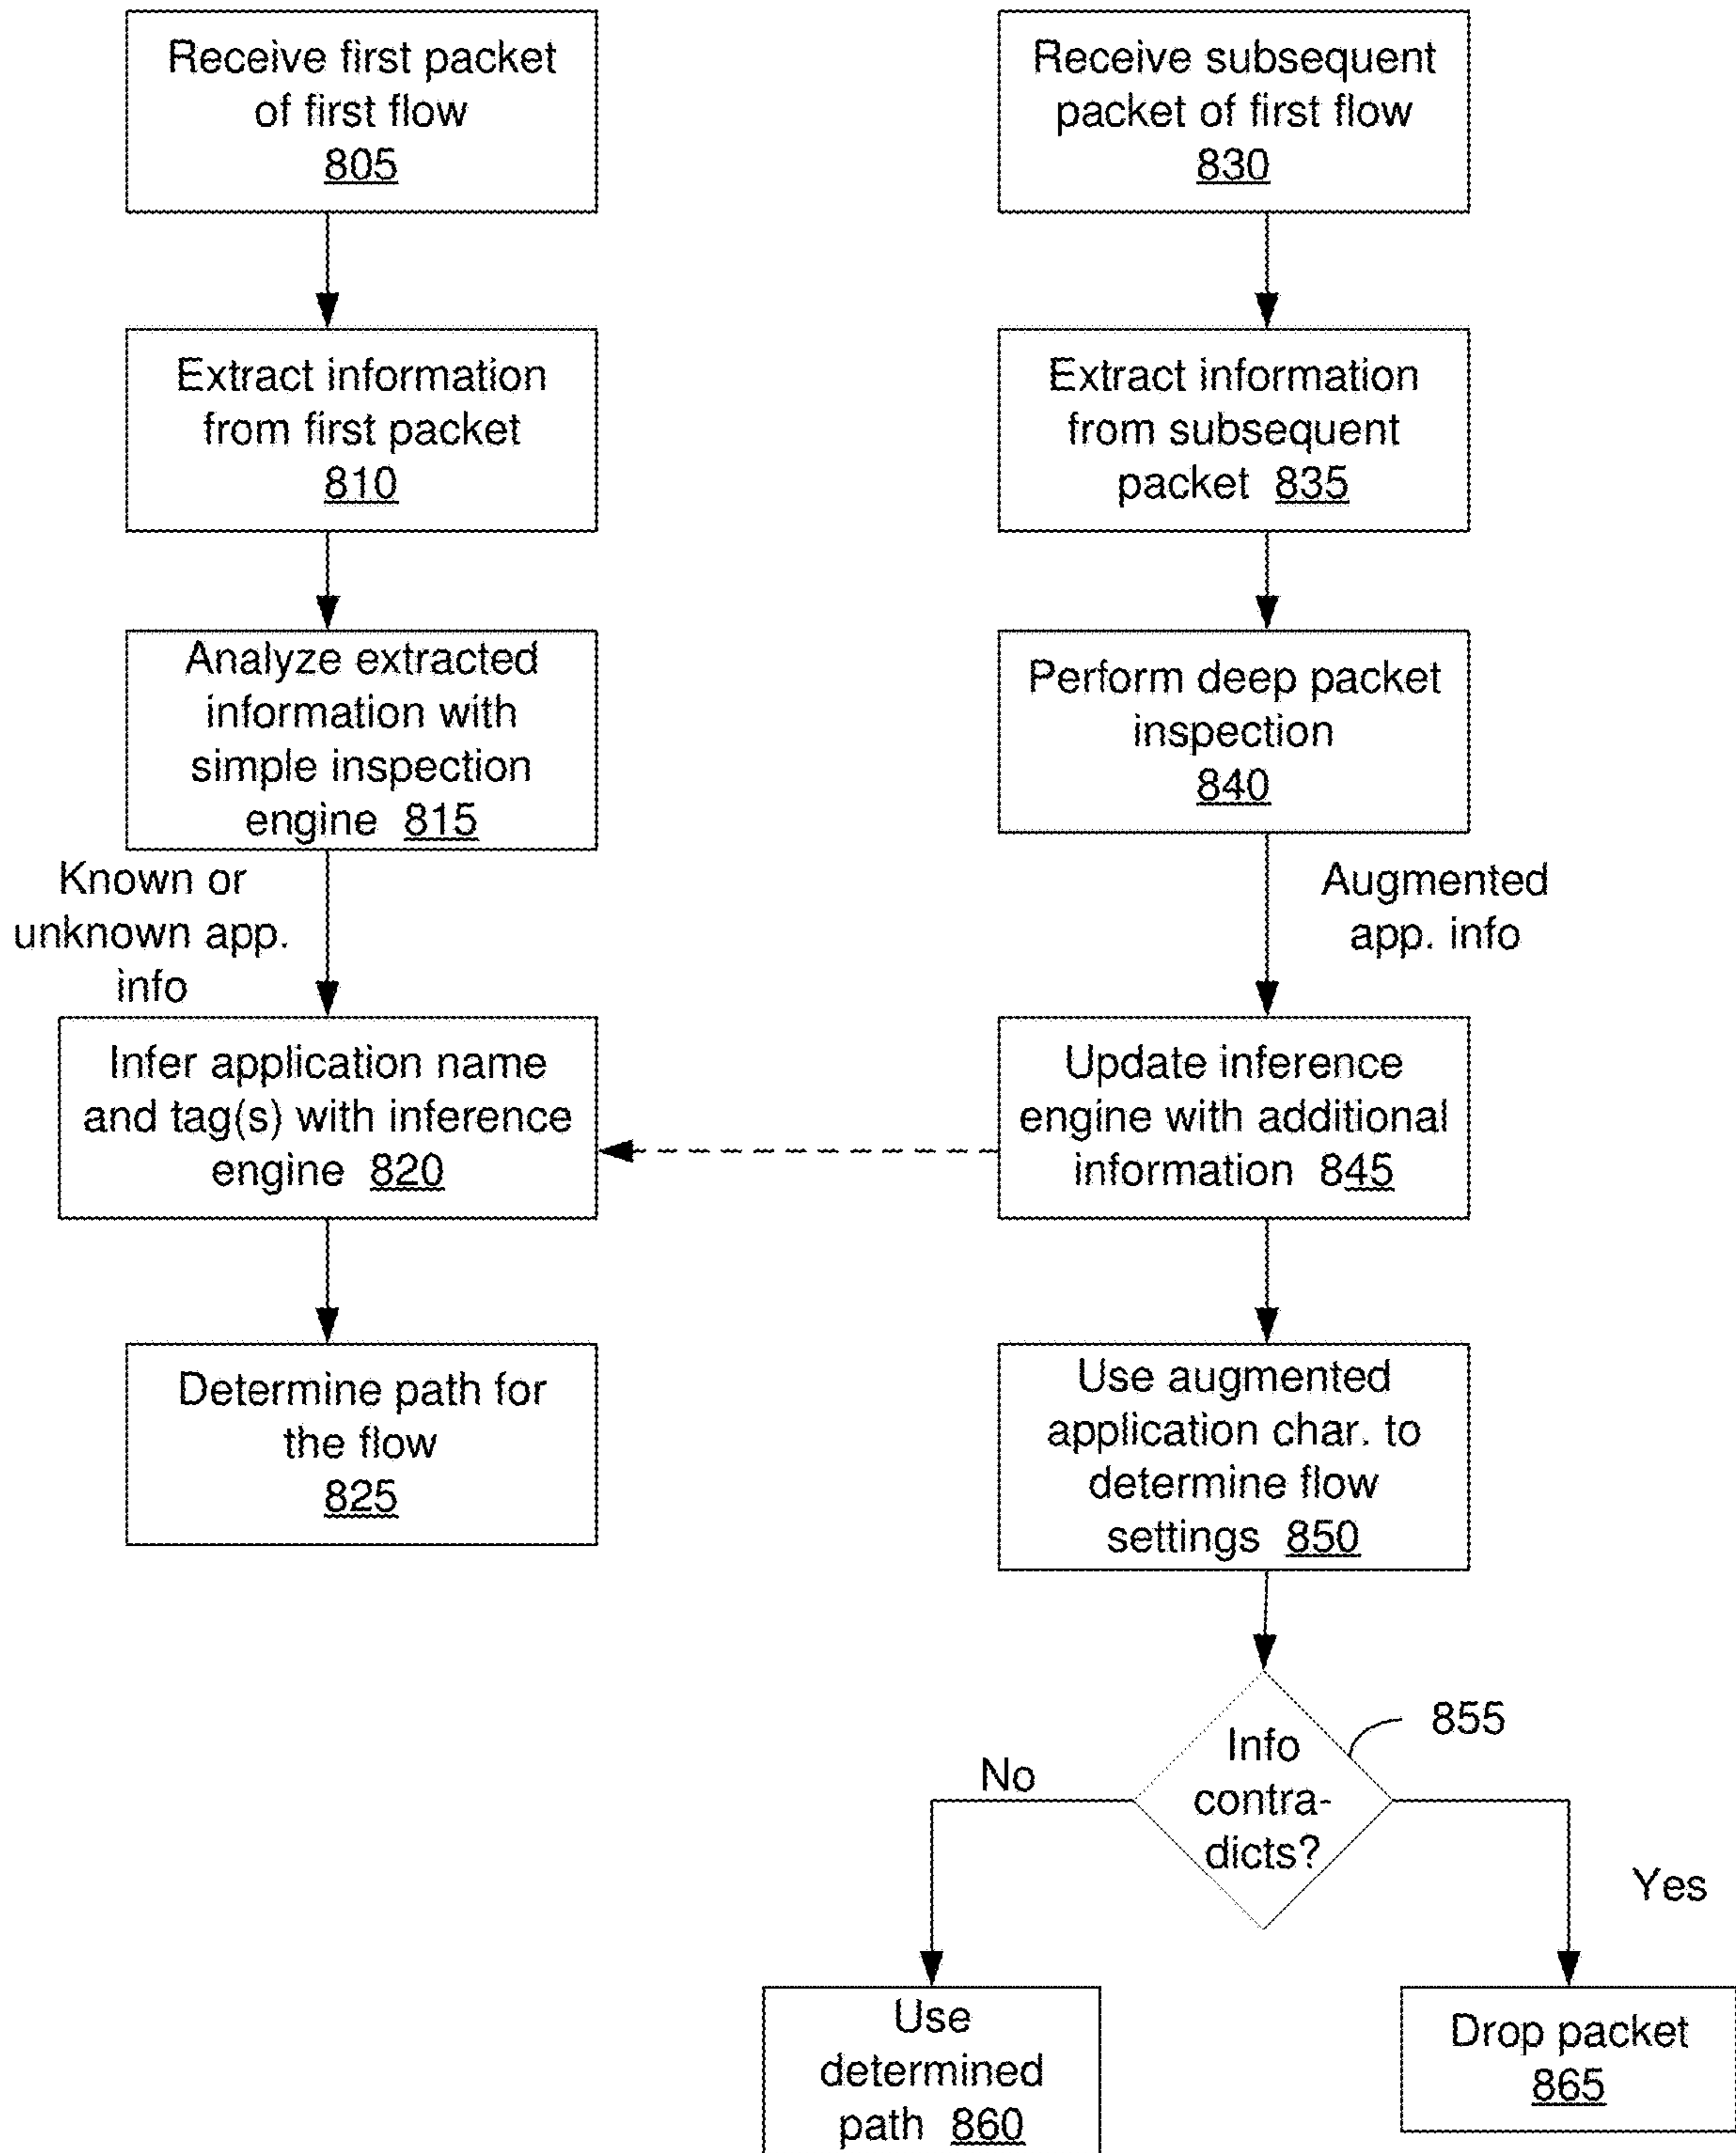 Receive first packet
of first flow
805
Extract information
from first packet
810
Analyze extracted
information with
simple inspection
engine 815
Known or
unknown app.
info
Infer application name
and tag(s) with inference
engine 820
Determine path for
the flow
825
Receive subsequent
packet of first flow
830
Extract information
from subsequent
packet 835
Perform deep packet
inspection
840
Augmented
app. info
Update inference
engine with additional
information 845
Use augmented
application char. to
determine flow
settings 850
Info
contra-
dicts?
855
No
Yes
Use
determined
path 860
Drop packet
865